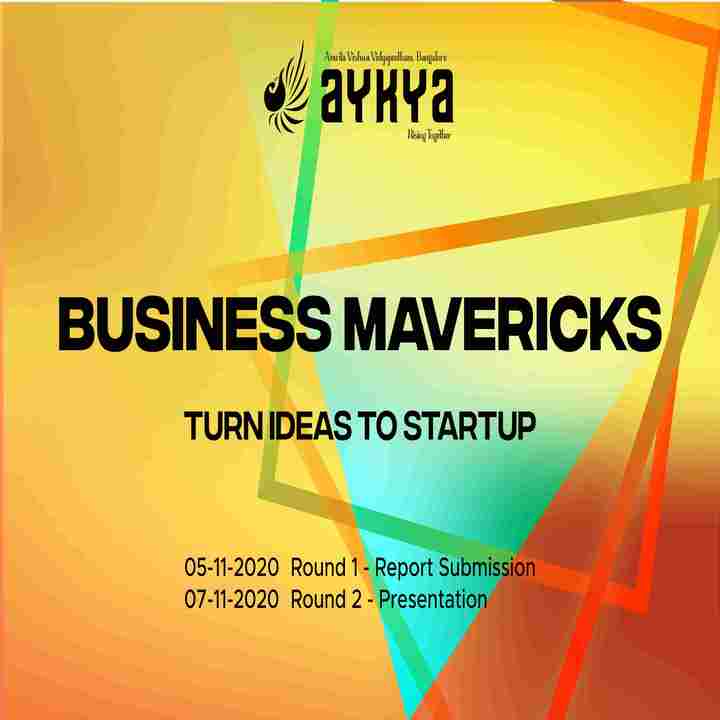 Amrita Vishwa Vidyapeetham, Bangalore
AYKYA
Rising Together
BUSINESS MAVERICKS
TURN IDEAS TO STARTUP
05-11-2020 Round 1 - Report Submission
07-11-2020 Round 2 - Presentation